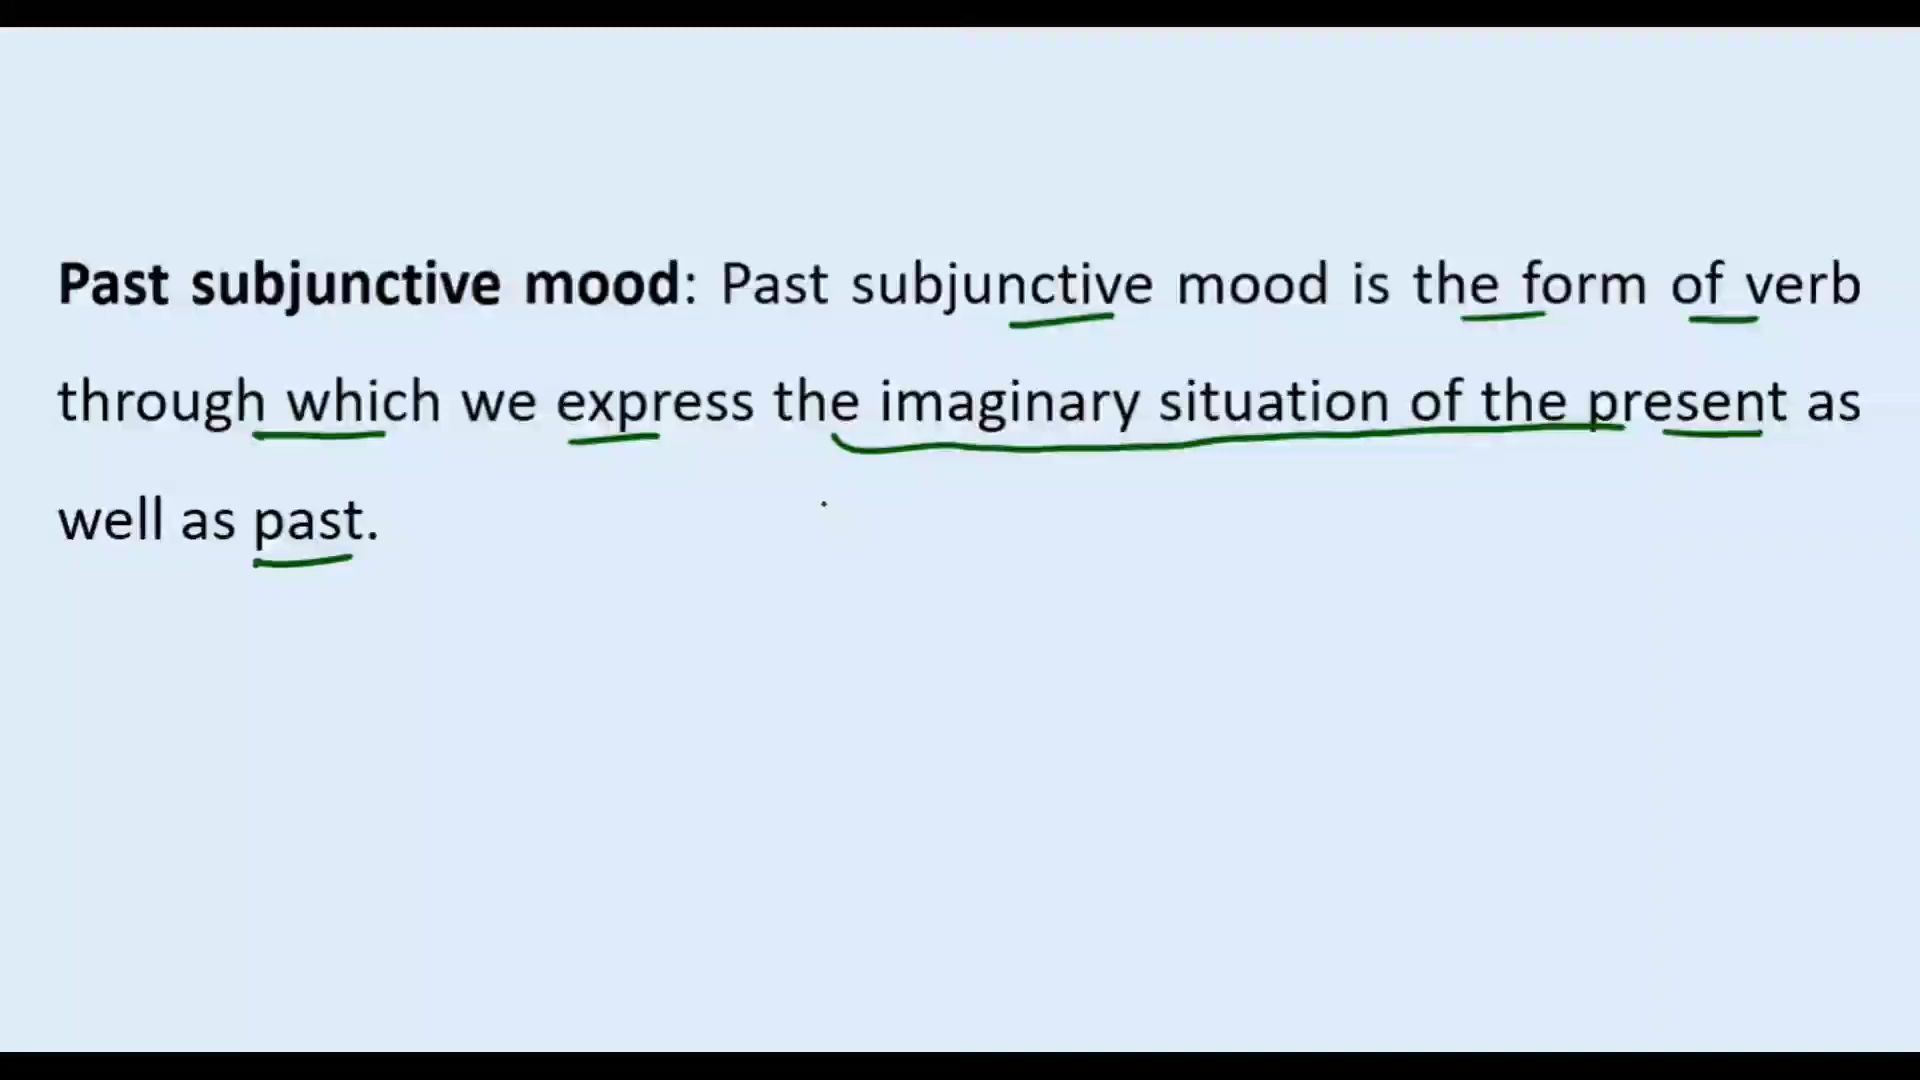 Past subjunctive mood: Past subjunctive mood is the form of verb
through which we express the imaginary situation of the present as
well as past.